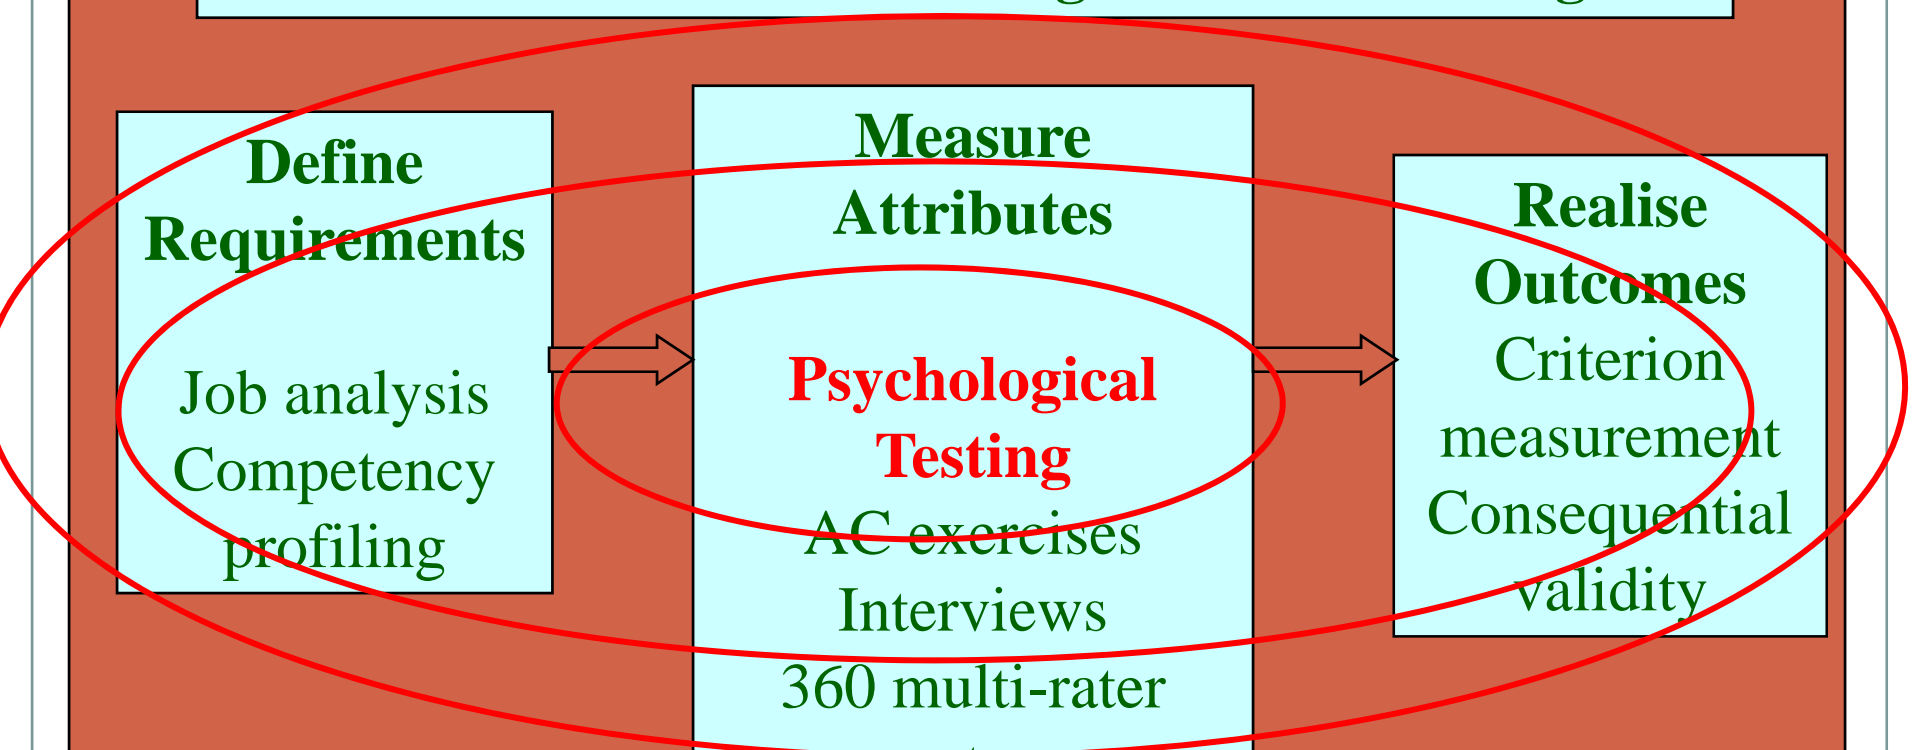 Define
Requirements
Job analysis
Competency
profiling
Measure
Attributes
Psychological
Testing
AC exercises
Interviews
360 multi-rater
Realise
Outcomes
Criterion
measurement
Consequential
validity